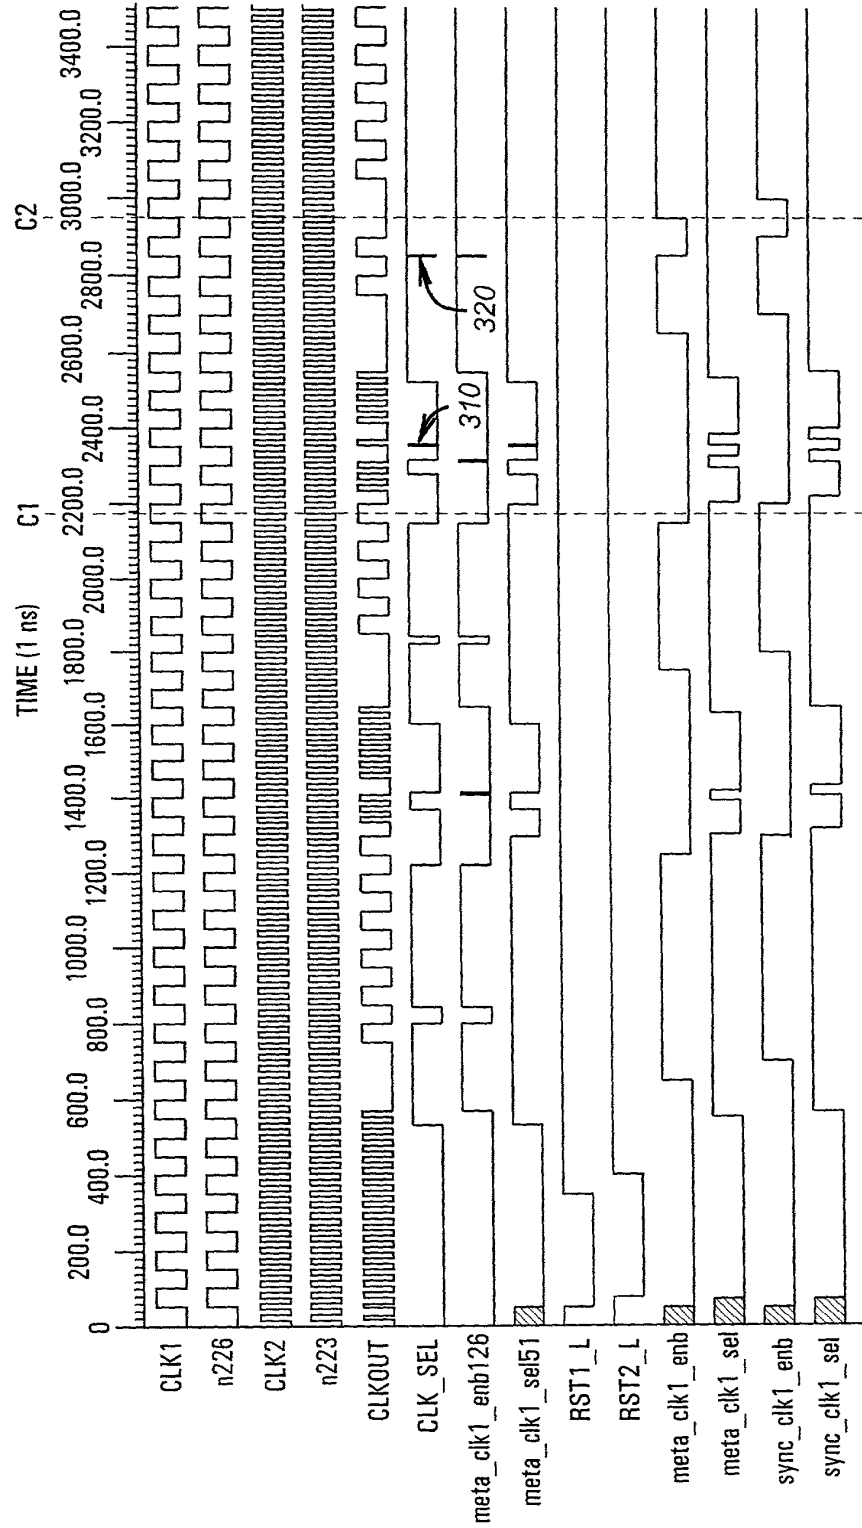 TIME (1 ns)
C1
C2
0
200.0
400.0
600.0
800.0
1000.0
1200.0
1400.0
1600.0
1800.0
2000.0
2200.0
2400.0
2600.0
2800.0
3000.0
3200.0
3400.0
CLK1
n226
CLK2
n223
CLKOUT
CLK_SEL
meta_clk1_enb126
meta_clk1_sel51
RST1_L
RST2_L
meta_clk1_enb
meta_clk1_sel
sync_clk1_enb
sync_clk1_sel
310
320